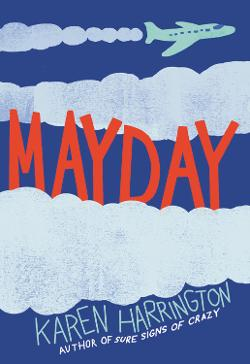 MAYDAY
KAREN HARRINGTON
AUTHOR OF SURE SIGNS OF CRAZY